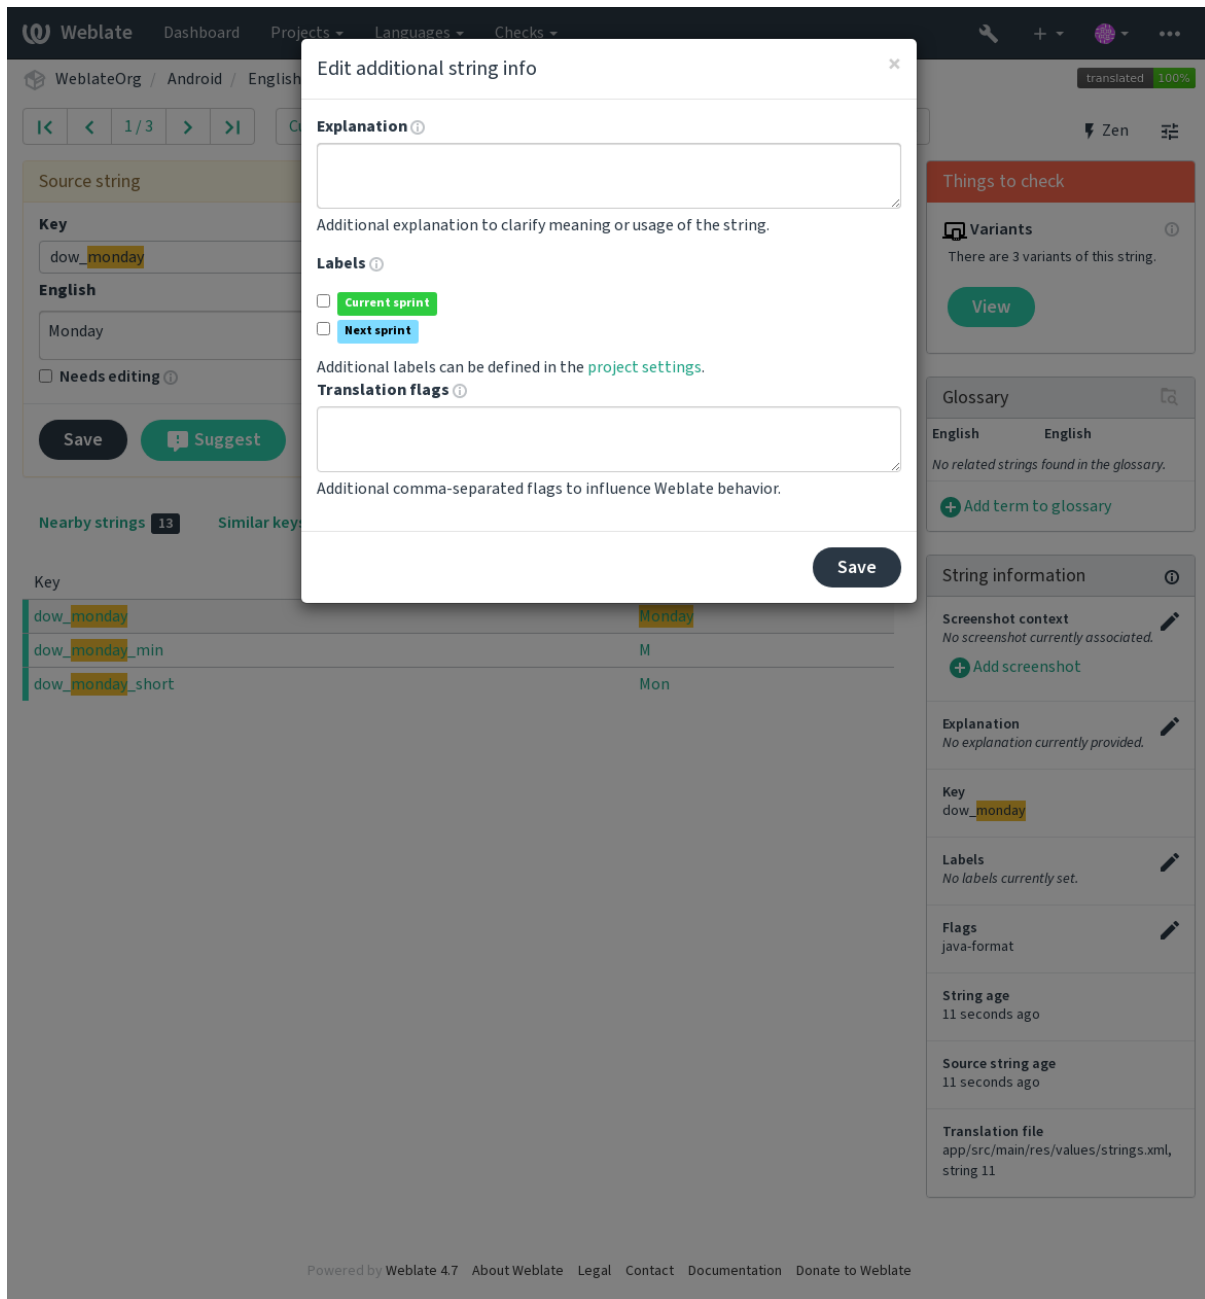 Weblate Dashboard Projects Languages Checks
WeblateOrg / Android / English
translated 100%
1 / 3
Zen
Edit additional string info
×
Explanation
Additional explanation to clarify meaning or usage of the string.
Labels
Current sprint
Next sprint
Additional labels can be defined in the project settings.
Translation flags
Additional comma-separated flags to influence Weblate behavior.
Save
Source string
Key
dow_monday
English
Monday
Needs editing
Save Suggest
Nearby strings 13 Similar keys
Key
dow_monday Monday
dow_monday_min M
dow_monday_short Mon
Things to check
Variants
There are 3 variants of this string.
View
Glossary
English English
No related strings found in the glossary.
Add term to glossary
String information
Screenshot context
No screenshot currently associated.
Add screenshot
Explanation
No explanation currently provided.
Key
dow_monday
Labels
No labels currently set.
Flags
java-format
String age
11 seconds ago
Source string age
11 seconds ago
Translation file
app/src/main/res/values/strings.xml,
string 11
Powered by Weblate 4.7 About Weblate Legal Contact Documentation Donate to Weblate